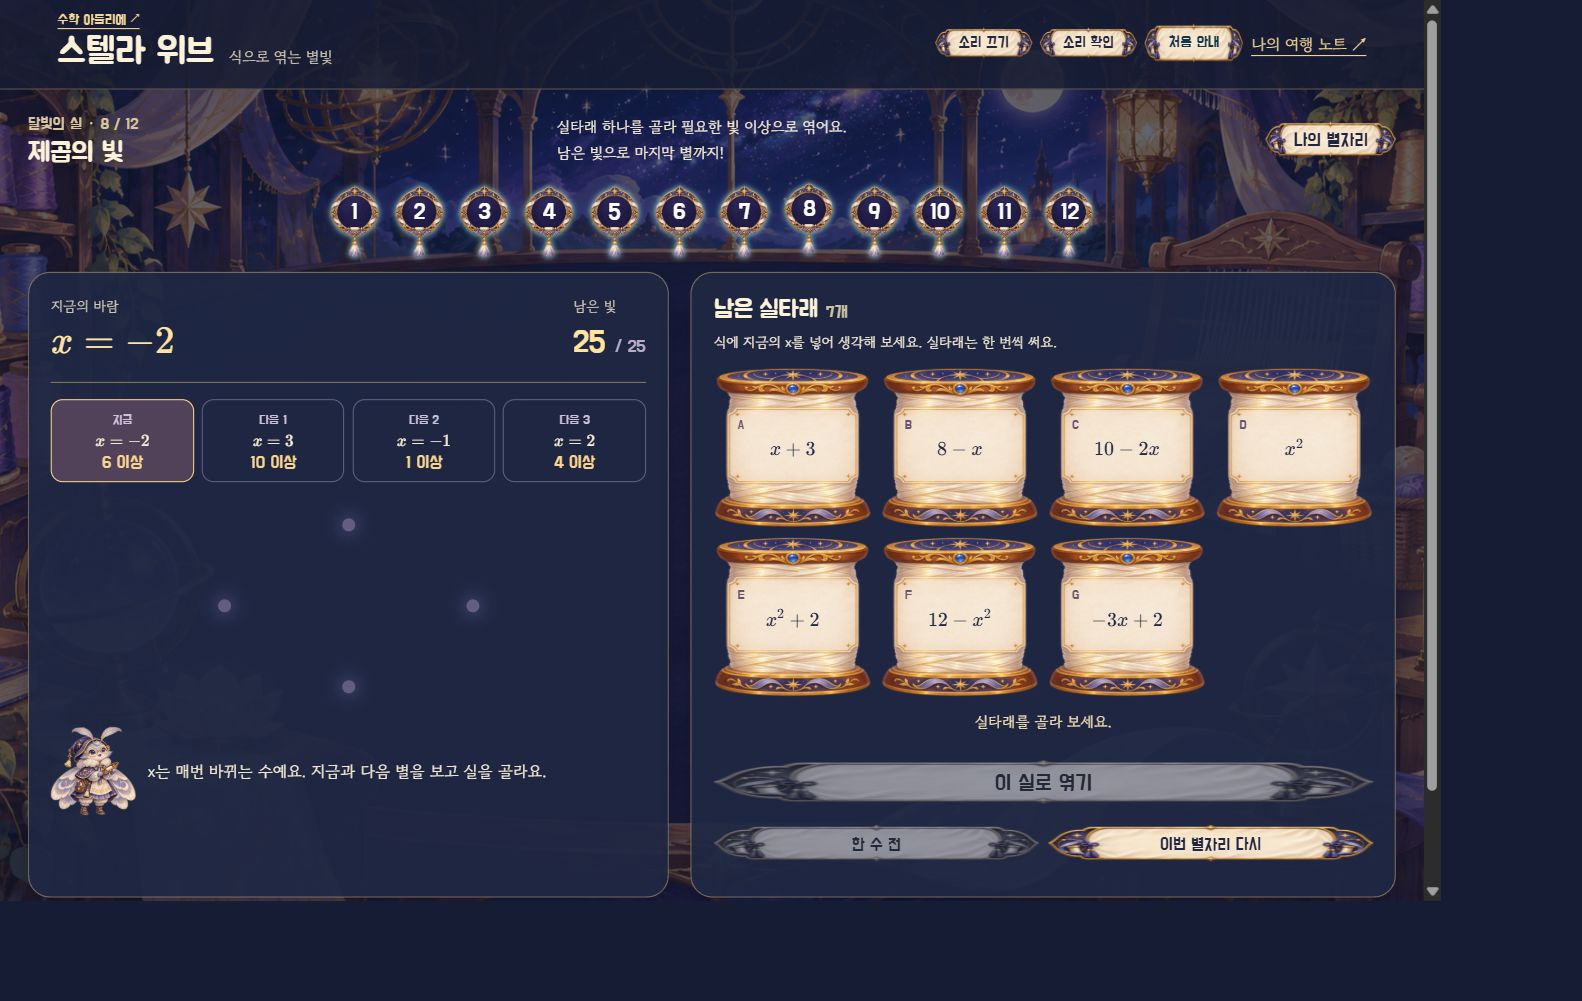 수학 아틀리에 ↗
스텔라 위브 식으로 엮는 별빛
소리 끄기
소리 확인
처음 안내
나의 여행 노트 ↗
달빛의 실 · 8 / 12
제곱의 빛
실타래 하나를 골라 필요한 빛 이상으로 엮어요.
남은 빛으로 마지막 별까지!
나의 별자리
1 2 3 4 5 6 7 8 9 10 11 12
지금의 바람
x = −2
남은 빛
25 / 25
지금
x = −2
6 이상
다음 1
x = 3
10 이상
다음 2
x = −1
1 이상
다음 3
x = 2
4 이상
x는 매번 바뀌는 수예요. 지금과 다음 별을 보고 실을 골라요.
남은 실타래 7개
식에 지금의 x를 넣어 생각해 보세요. 실타래는 한 번씩 써요.
A
x + 3
B
8 − x
C
10 − 2x
D
x²
E
x² + 2
F
12 − x²
G
−3x + 2
실타래를 골라 보세요.
이 실로 엮기
한 수 전
이번 별자리 다시